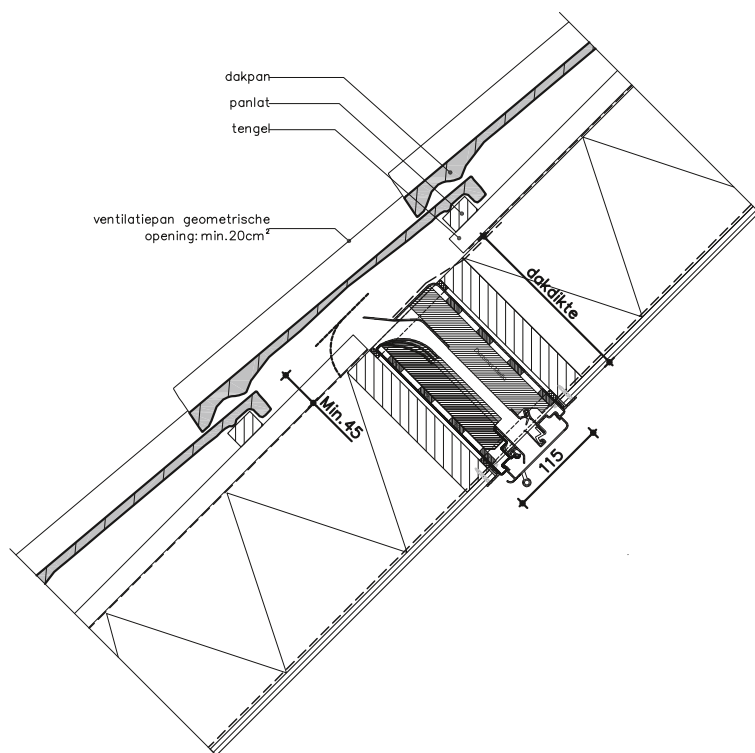 dakpan
panlat
tengel
ventilatiepan geometrische
opening: min.20cm²
dakdikte
Min.45
115